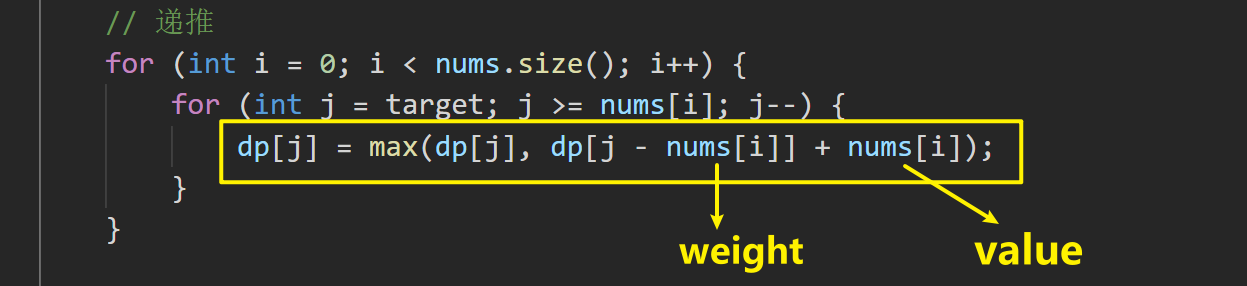 // 递推
for (int i = 0; i < nums.size(); i++) {
for (int j = target; j >= nums[i]; j--) {
dp[j] = max(dp[j], dp[j - nums[i]] + nums[i]);
}
}
weight
value